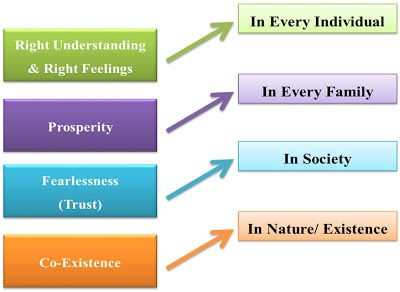 Right Understanding
& Right Feelings
In Every Individual
Prosperity
In Every Family
Fearlessness
(Trust)
In Society
Co-Existence
In Nature/ Existence